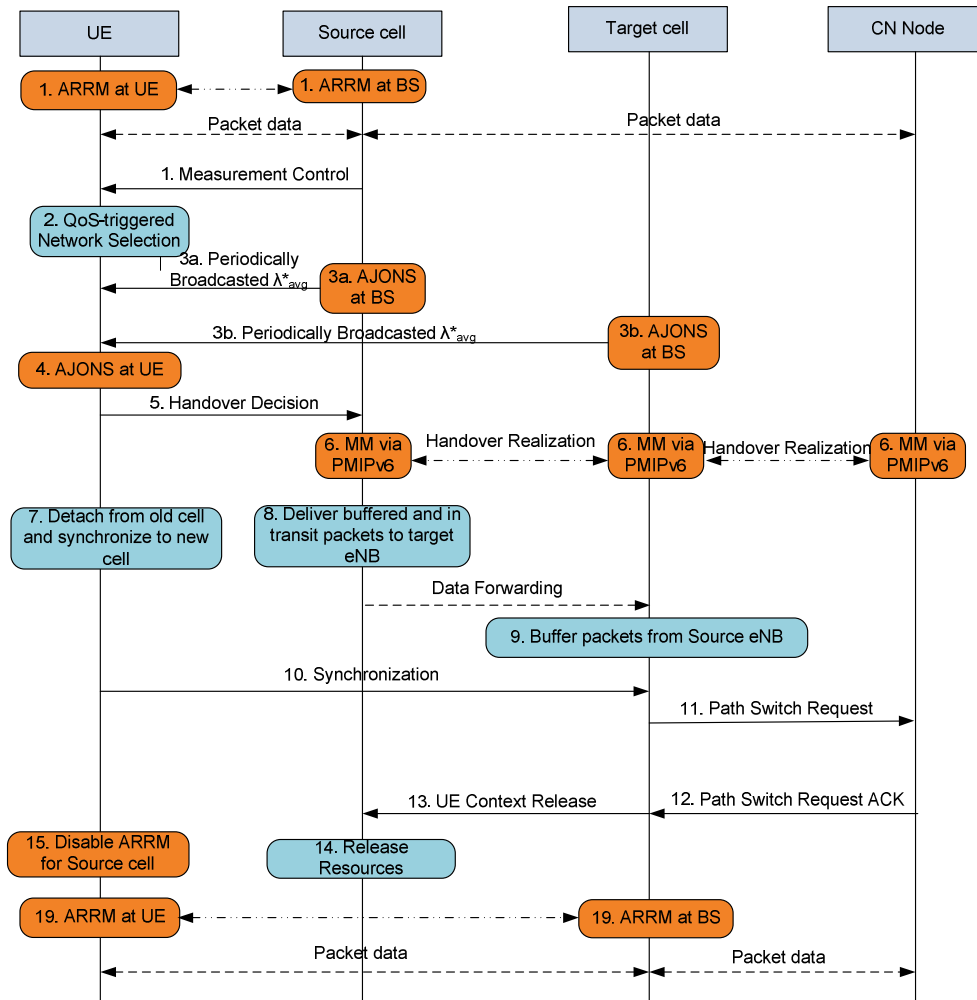 UE
Source cell
Target cell
CN Node
1. ARRM at UE
1. ARRM at BS
Packet data
Packet data
1. Measurement Control
2. QoS-triggered
Network Selection
3a. Periodically
Broadcasted λ*avg
3a. AJONS
at BS
3b. Periodically Broadcasted λ*avg
3b. AJONS
at BS
4. AJONS at UE
5. Handover Decision
6. MM via
PMIPv6
Handover Realization
6. MM via
PMIPv6
Handover Realization
6. MM via
PMIPv6
7. Detach from old cell
and synchronize to new
cell
8. Deliver buffered and in
transit packets to target
eNB
Data Forwarding
9. Buffer packets from Source eNB
10. Synchronization
11. Path Switch Request
13. UE Context Release
12. Path Switch Request ACK
15. Disable ARRM
for Source cell
14. Release
Resources
19. ARRM at UE
19. ARRM at BS
Packet data
Packet data